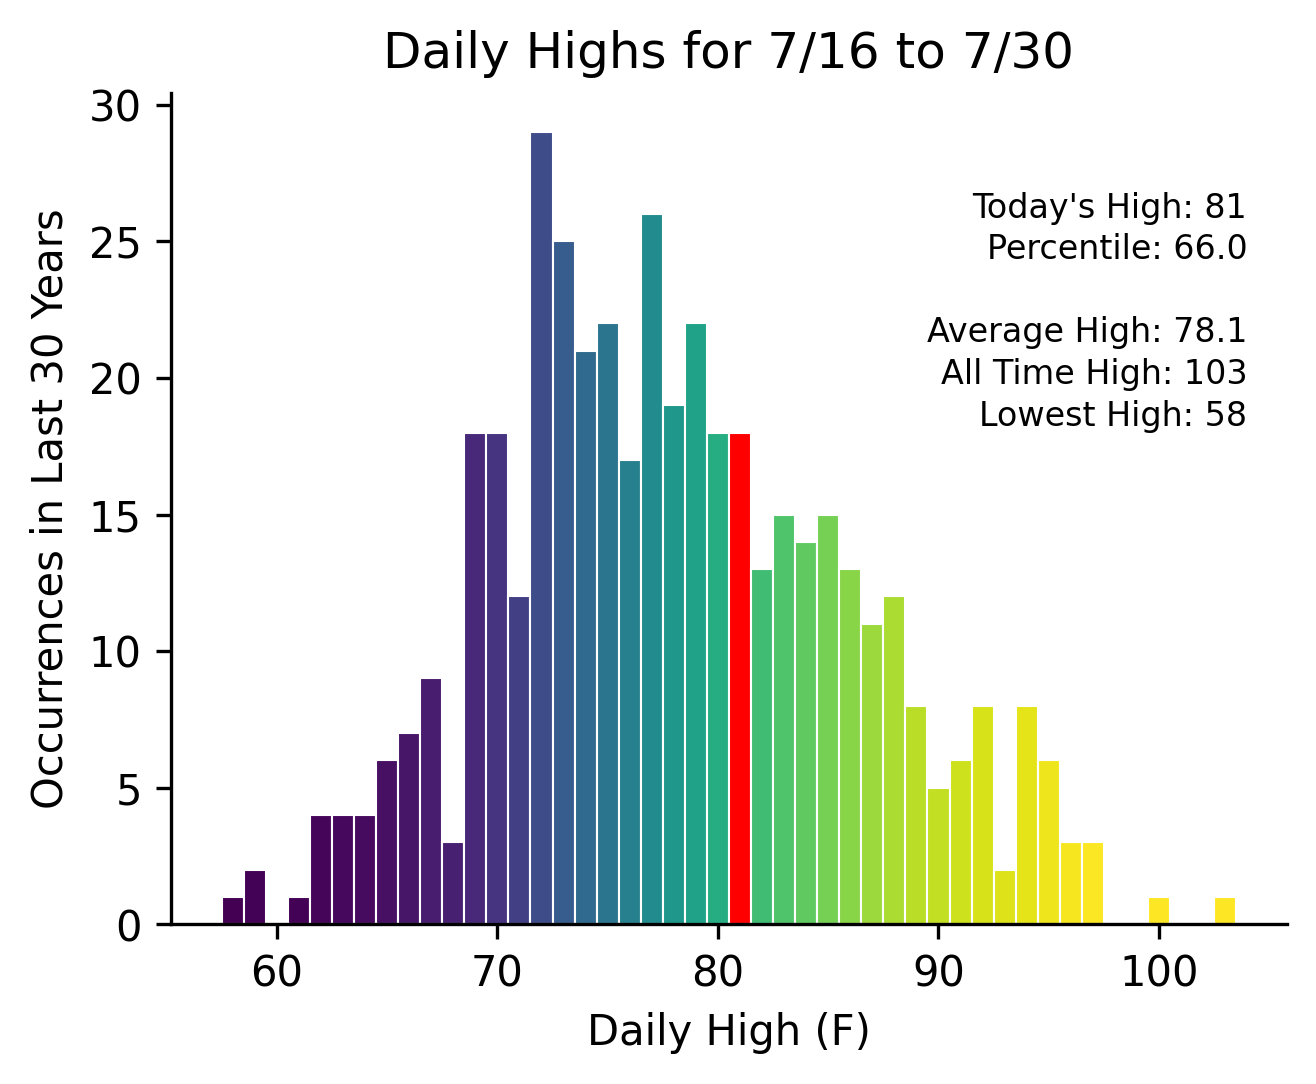 Daily Highs for 7/16 to 7/30
30
25
20
15
10
5
0
Occurrences in Last 30 Years
Today's High: 81
Percentile: 66.0
Average High: 78.1
All Time High: 103
Lowest High: 58
60 70 80 90 100
Daily High (F)